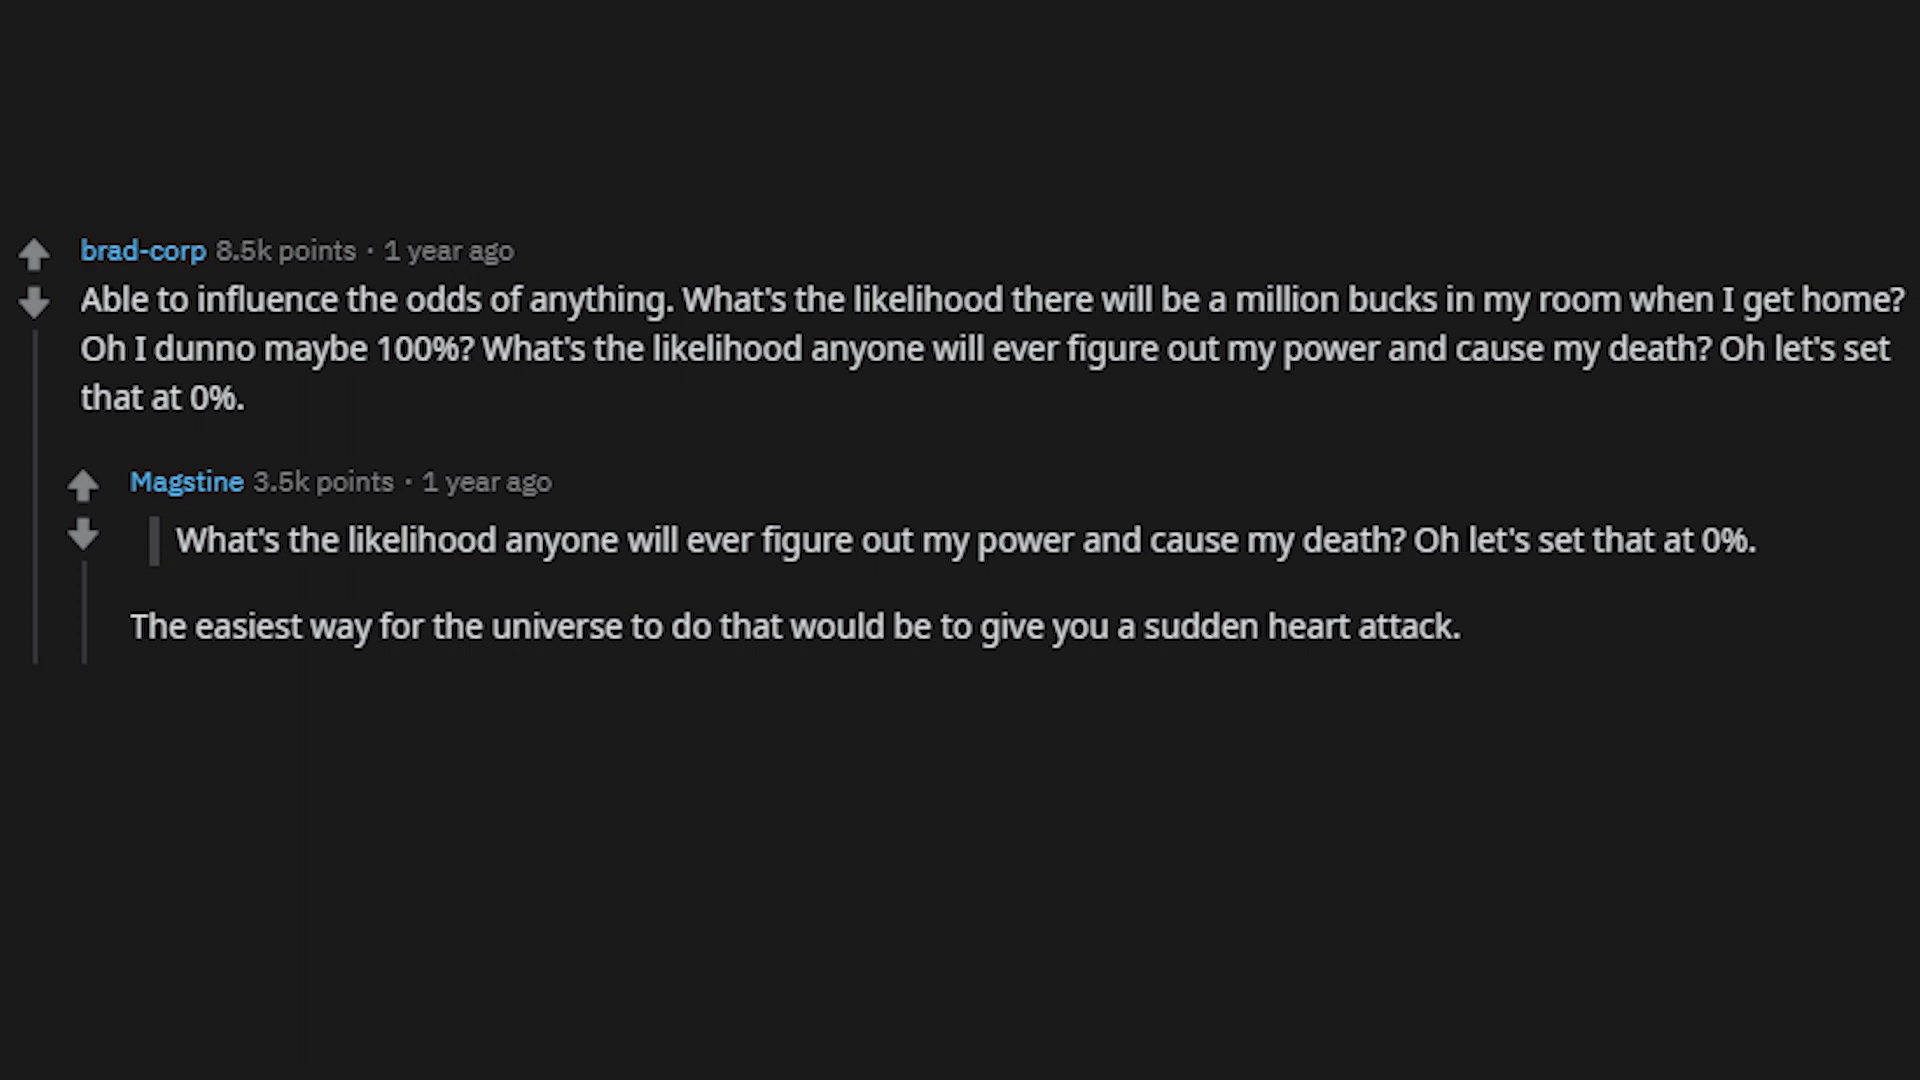 brad-corp 8.5k points · 1 year ago
Able to influence the odds of anything. What's the likelihood there will be a million bucks in my room when I get home?
Oh I dunno maybe 100%? What's the likelihood anyone will ever figure out my power and cause my death? Oh let's set
that at 0%.
Magstine 3.5k points · 1 year ago
What's the likelihood anyone will ever figure out my power and cause my death? Oh let's set that at 0%.
The easiest way for the universe to do that would be to give you a sudden heart attack.